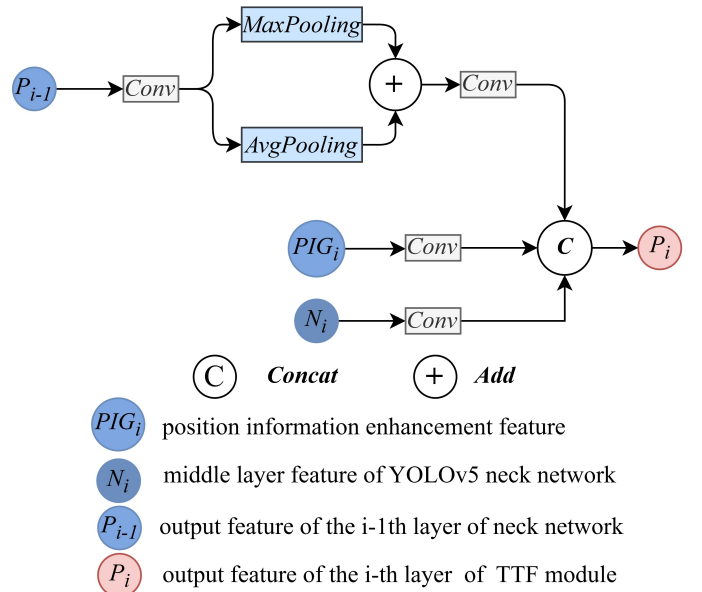 MaxPooling
P_{i-1}
Conv
+
Conv
AvgPooling
PIG_i
Conv
C
P_i
N_i
Conv
C Concat + Add
PIG_i position information enhancement feature
N_i middle layer feature of YOLOv5 neck network
P_{i-1} output feature of the i-1th layer of neck network
P_i output feature of the i-th layer of TTF module